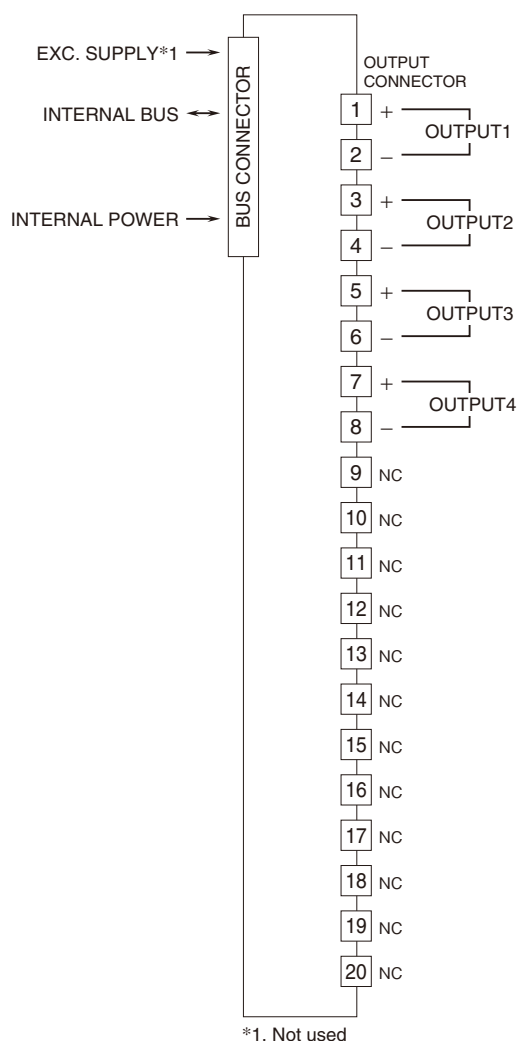 EXC. SUPPLY*1
INTERNAL BUS
INTERNAL POWER
BUS CONNECTOR
OUTPUT
CONNECTOR
1 +
OUTPUT1
2 −
3 +
OUTPUT2
4 −
5 +
OUTPUT3
6 −
7 +
OUTPUT4
8 −
9 NC
10 NC
11 NC
12 NC
13 NC
14 NC
15 NC
16 NC
17 NC
18 NC
19 NC
20 NC
*1. Not used